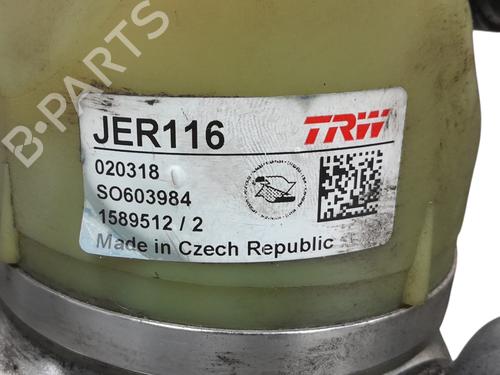 B-PARTS
JER116
TRW
020318
SO603984
1589512 / 2
Made in Czech Republic